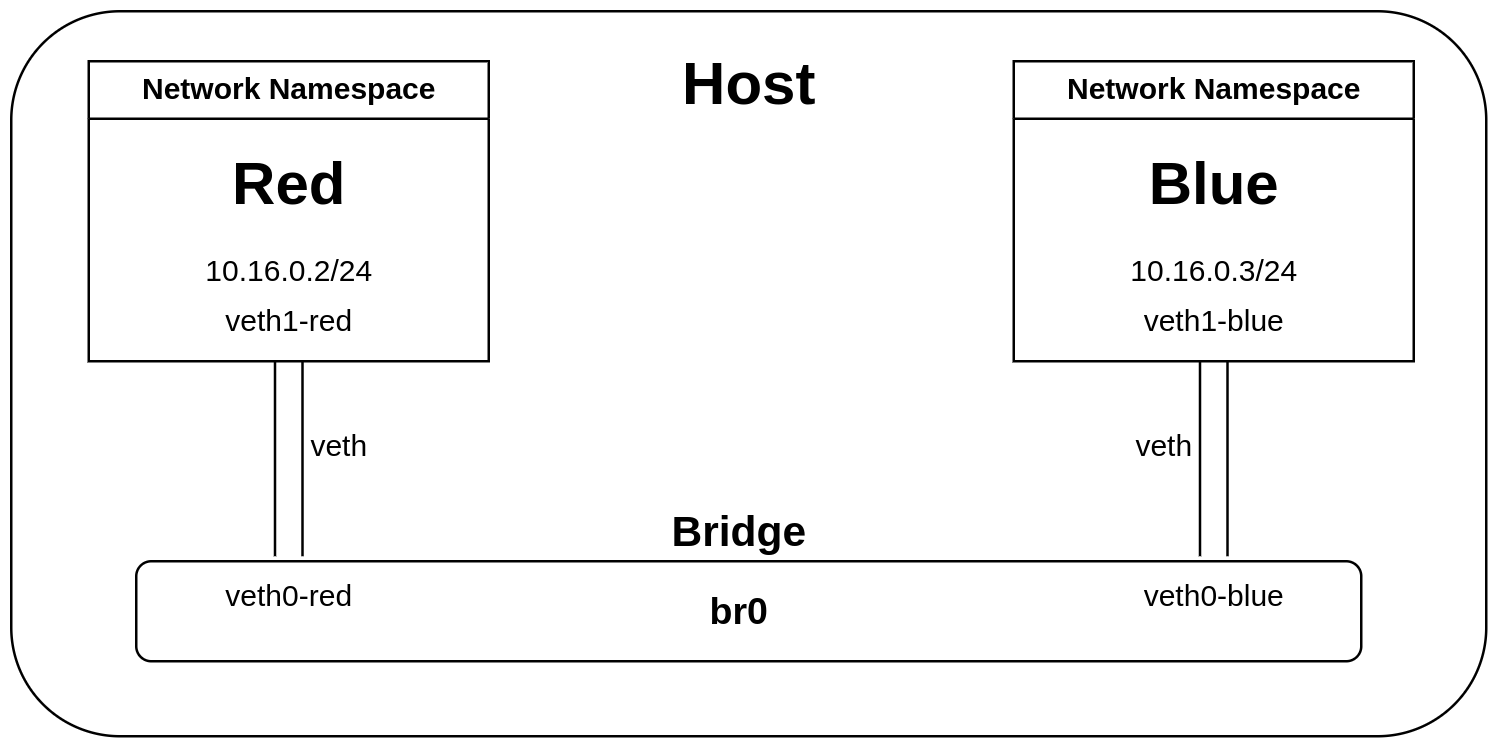 Host
Network Namespace
Red
10.16.0.2/24
veth1-red
Network Namespace
Blue
10.16.0.3/24
veth1-blue
veth
veth
Bridge
veth0-red
br0
veth0-blue